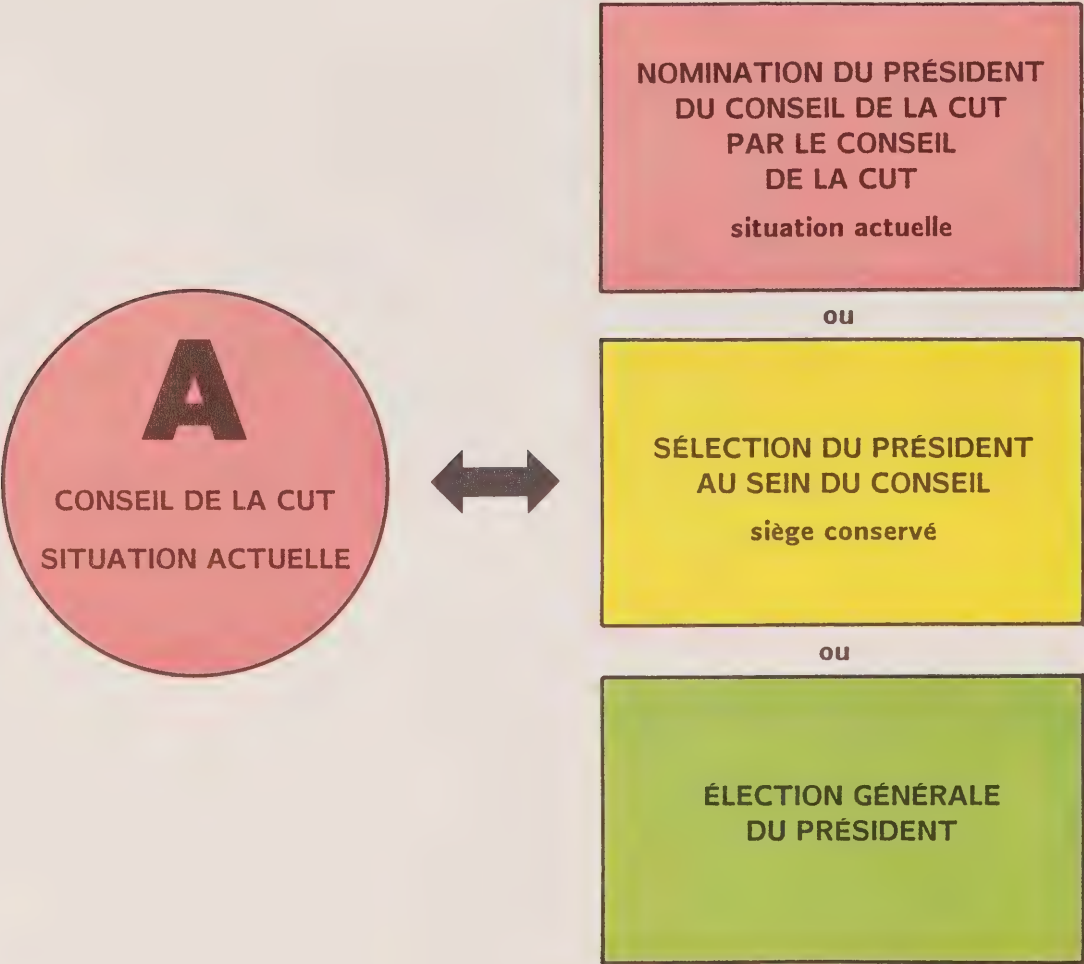 A
CONSEIL DE LA CUT
SITUATION ACTUELLE
NOMINATION DU PRÉSIDENT
DU CONSEIL DE LA CUT
PAR LE CONSEIL
DE LA CUT
situation actuelle
ou
SÉLECTION DU PRÉSIDENT
AU SEIN DU CONSEIL
siège conservé
ou
ÉLECTION GÉNÉRALE
DU PRÉSIDENT